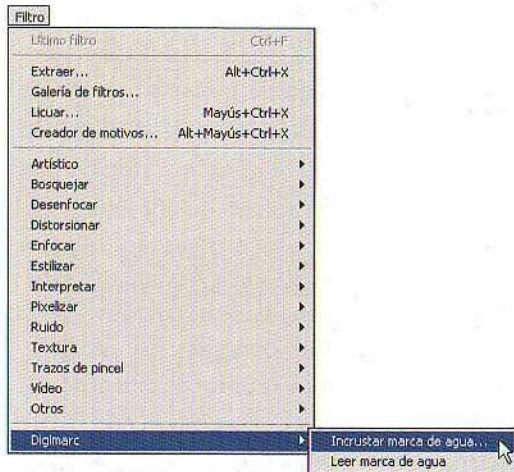 Filtro
Último filtro Ctrl+F
Extraer... Alt+Ctrl+X
Galería de filtros...
Licuar... Mayús+Ctrl+X
Creador de motivos... Alt+Mayús+Ctrl+X
Artístico
Bosquejar
Desenfocar
Distorsionar
Enfocar
Estilizar
Interpretar
Pixelizar
Ruido
Textura
Trazos de pincel
Vídeo
Otros
Digimarc
Incrustar marca de agua...
Leer marca de agua